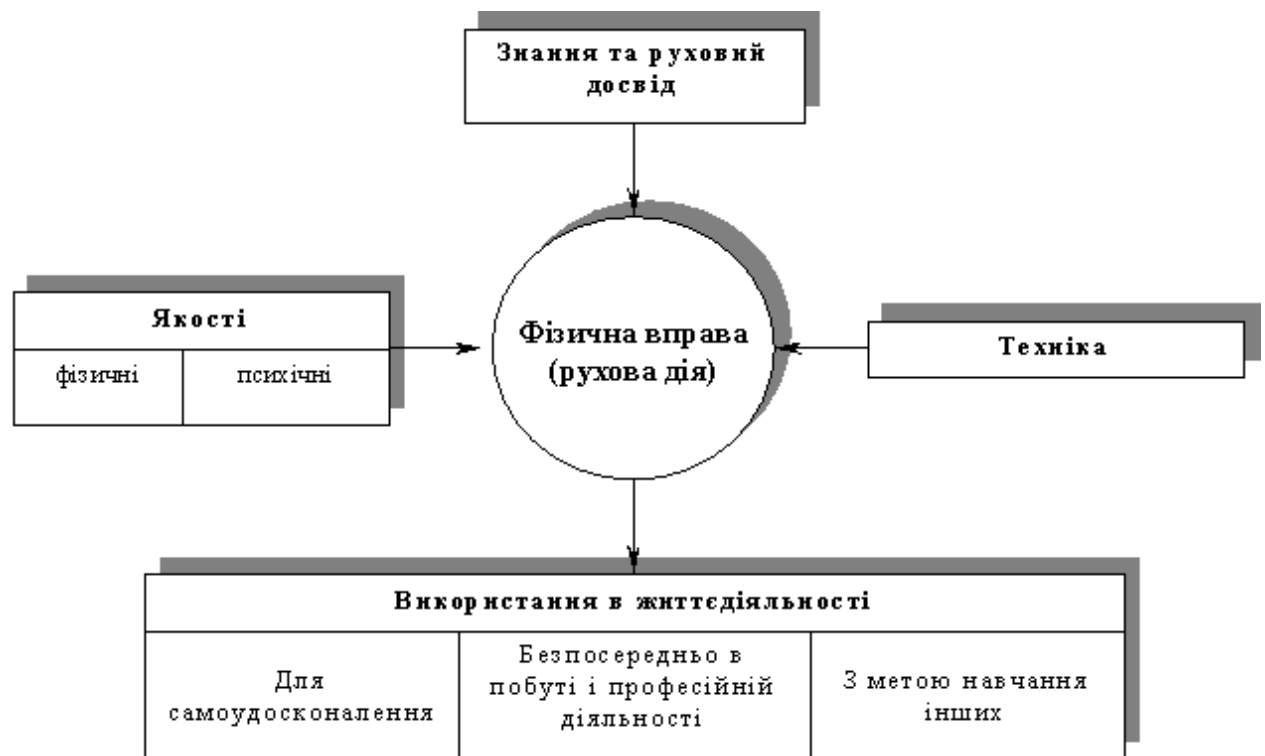 Знання та руховий
досвід
Якості
фізичні
психічні
Фізична вправа
(рухова дія)
Техніка
Використання в життєдіяльності
Для
самоудосконалення
Безпосередньо в
побуті і професійній
діяльності
З метою навчання
інших